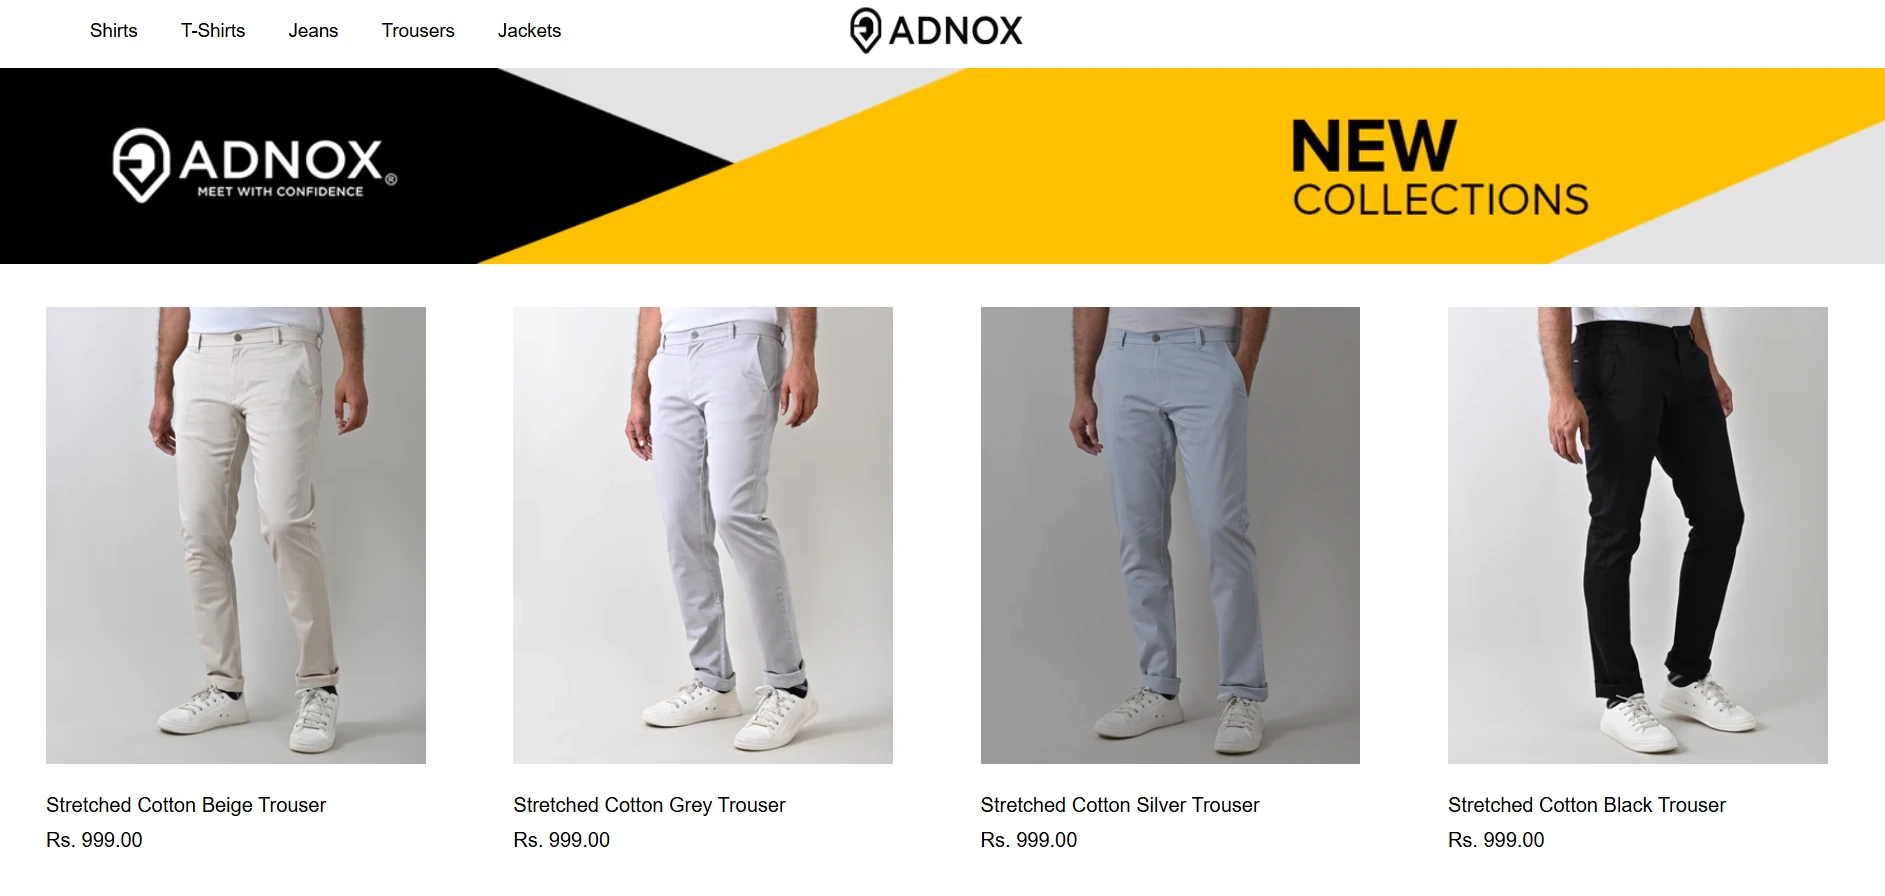 Shirts T-Shirts Jeans Trousers Jackets
ADNOX
ADNOX®
MEET WITH CONFIDENCE
NEW
COLLECTIONS
Stretched Cotton Beige Trouser
Rs. 999.00
Stretched Cotton Grey Trouser
Rs. 999.00
Stretched Cotton Silver Trouser
Rs. 999.00
Stretched Cotton Black Trouser
Rs. 999.00